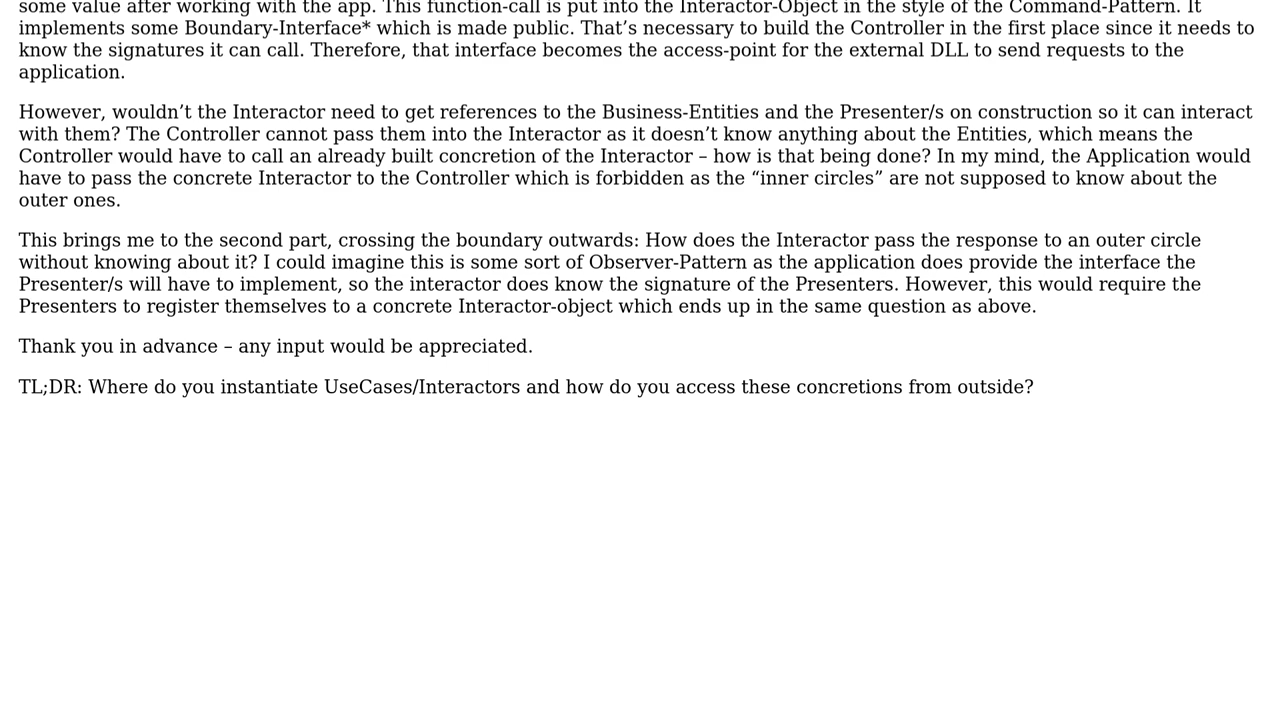 some value after working with the app. This function-call is put into the Interactor-Object in the style of the Command-Pattern. It
implements some Boundary-Interface* which is made public. That’s necessary to build the Controller in the first place since it needs to
know the signatures it can call. Therefore, that interface becomes the access-point for the external DLL to send requests to the
application.
However, wouldn’t the Interactor need to get references to the Business-Entities and the Presenter/s on construction so it can interact
with them? The Controller cannot pass them into the Interactor as it doesn’t know anything about the Entities, which means the
Controller would have to call an already built concretion of the Interactor – how is that being done? In my mind, the Application would
have to pass the concrete Interactor to the Controller which is forbidden as the “inner circles” are not supposed to know about the
outer ones.
This brings me to the second part, crossing the boundary outwards: How does the Interactor pass the response to an outer circle
without knowing about it? I could imagine this is some sort of Observer-Pattern as the application does provide the interface the
Presenter/s will have to implement, so the interactor does know the signature of the Presenters. However, this would require the
Presenters to register themselves to a concrete Interactor-object which ends up in the same question as above.
Thank you in advance – any input would be appreciated.
TL;DR: Where do you instantiate UseCases/Interactors and how do you access these concretions from outside?